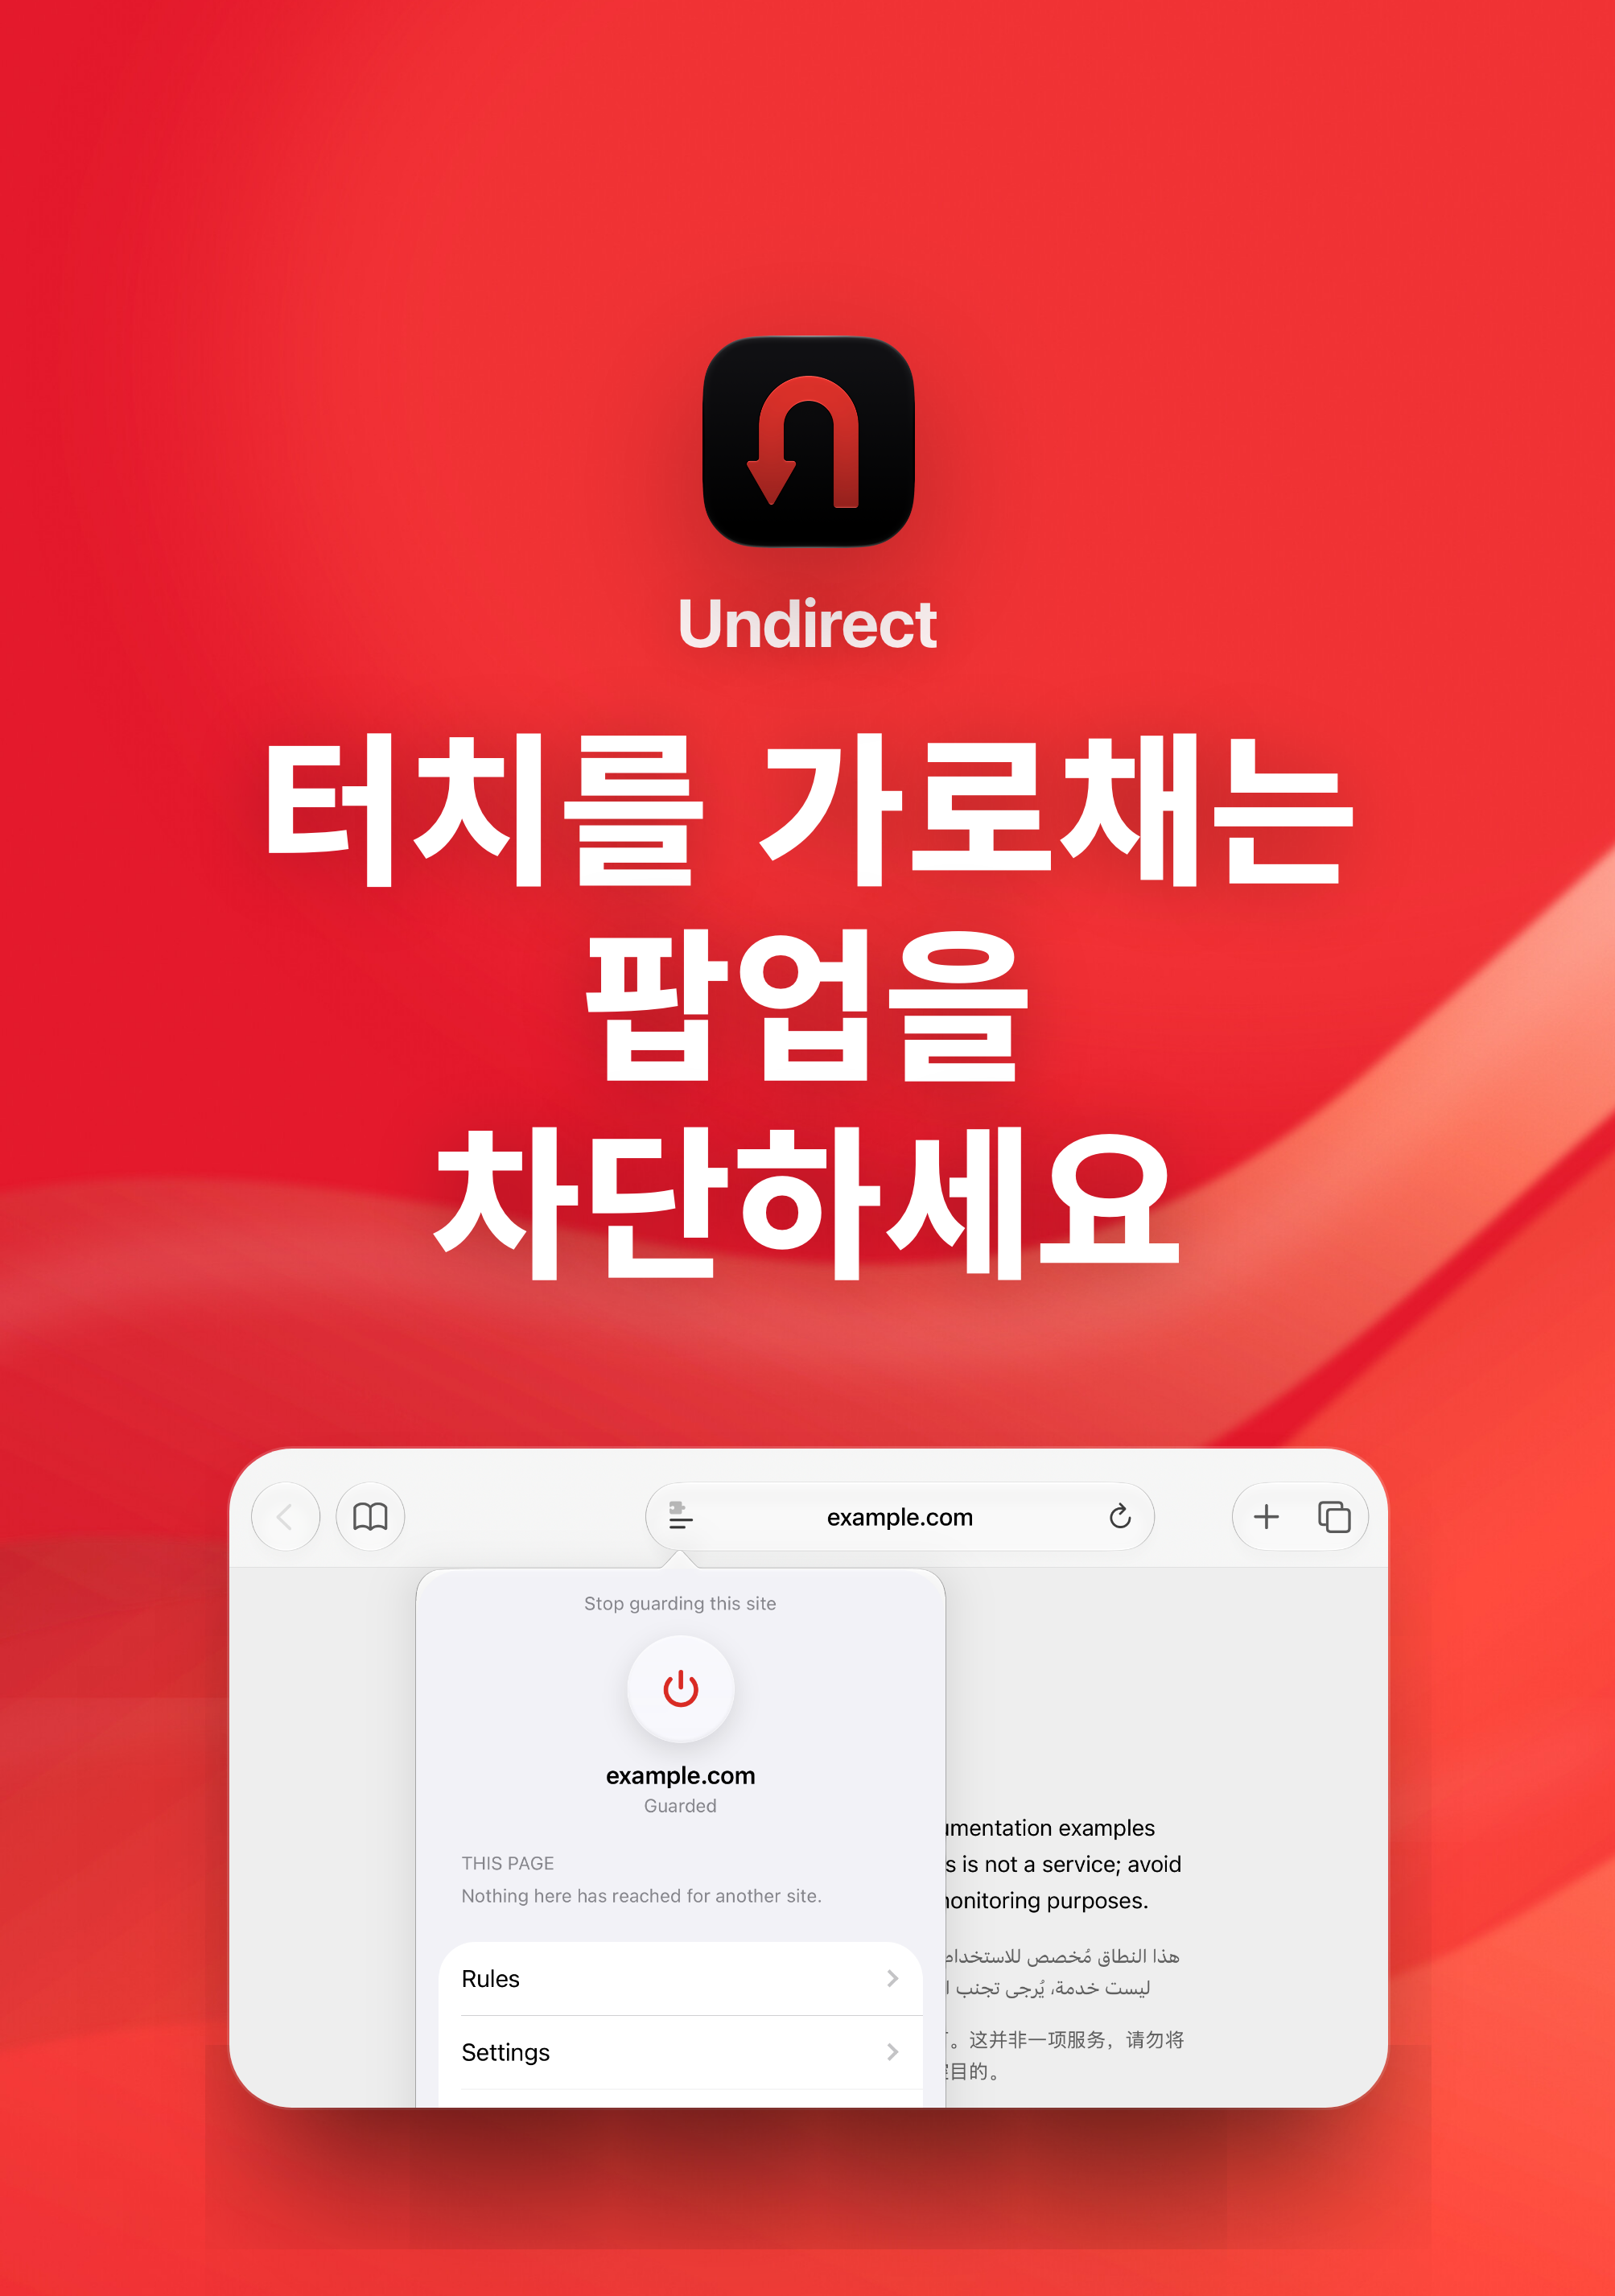 Undirect
터치를 가로채는
팝업을
차단하세요
example.com
Stop guarding this site
example.com
Guarded
THIS PAGE
Nothing here has reached for another site.
Rules
Settings
examples
is not a service; avoid
purposes.
هذا النطاق مُخصص
ليست خدمة، يُرجى تجنب
。这并非一项服务，请勿将
目的。